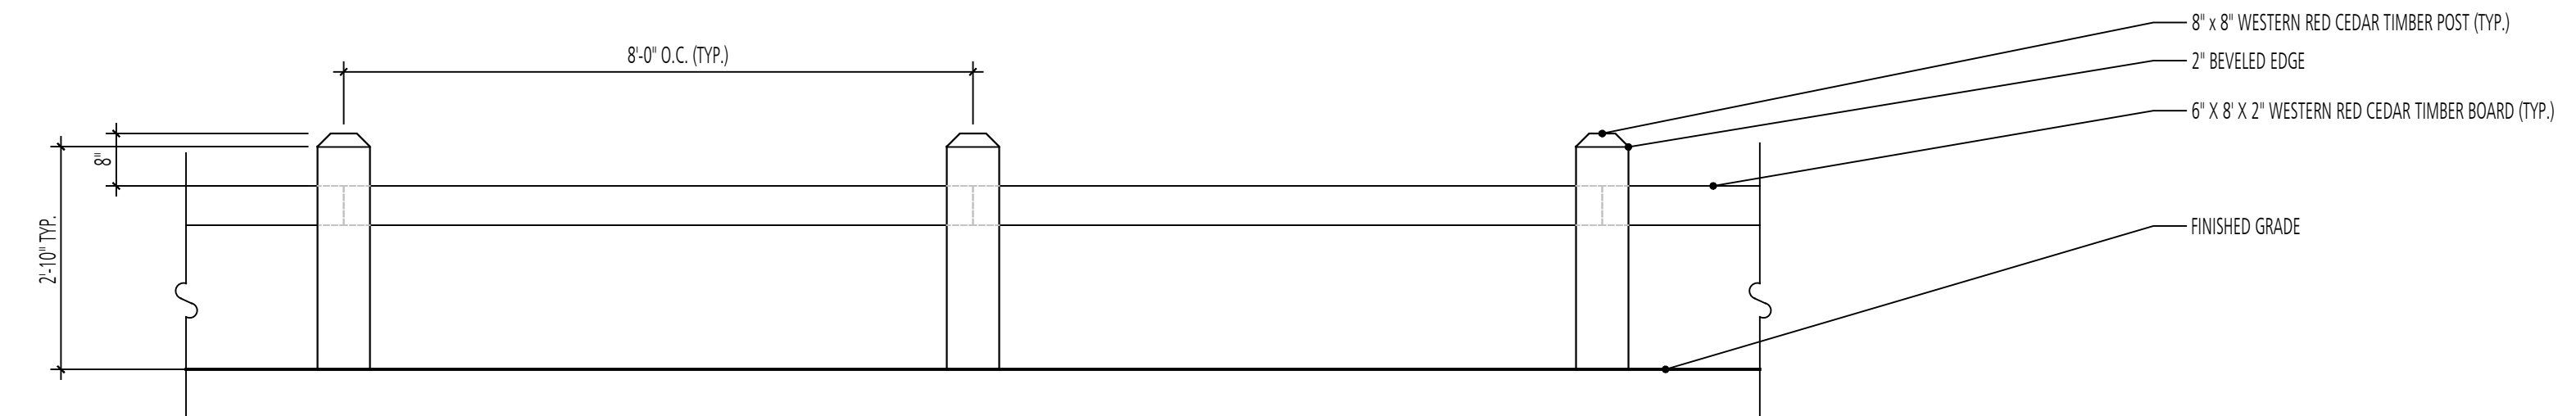 8" x 8" WESTERN RED CEDAR TIMBER POST (TYP.)
8'-0" O.C. (TYP.)
2" BEVELED EDGE
6" X 8' X 2" WESTERN RED CEDAR TIMBER BOARD (TYP.)
8"
2'-10" TYP.
FINISHED GRADE